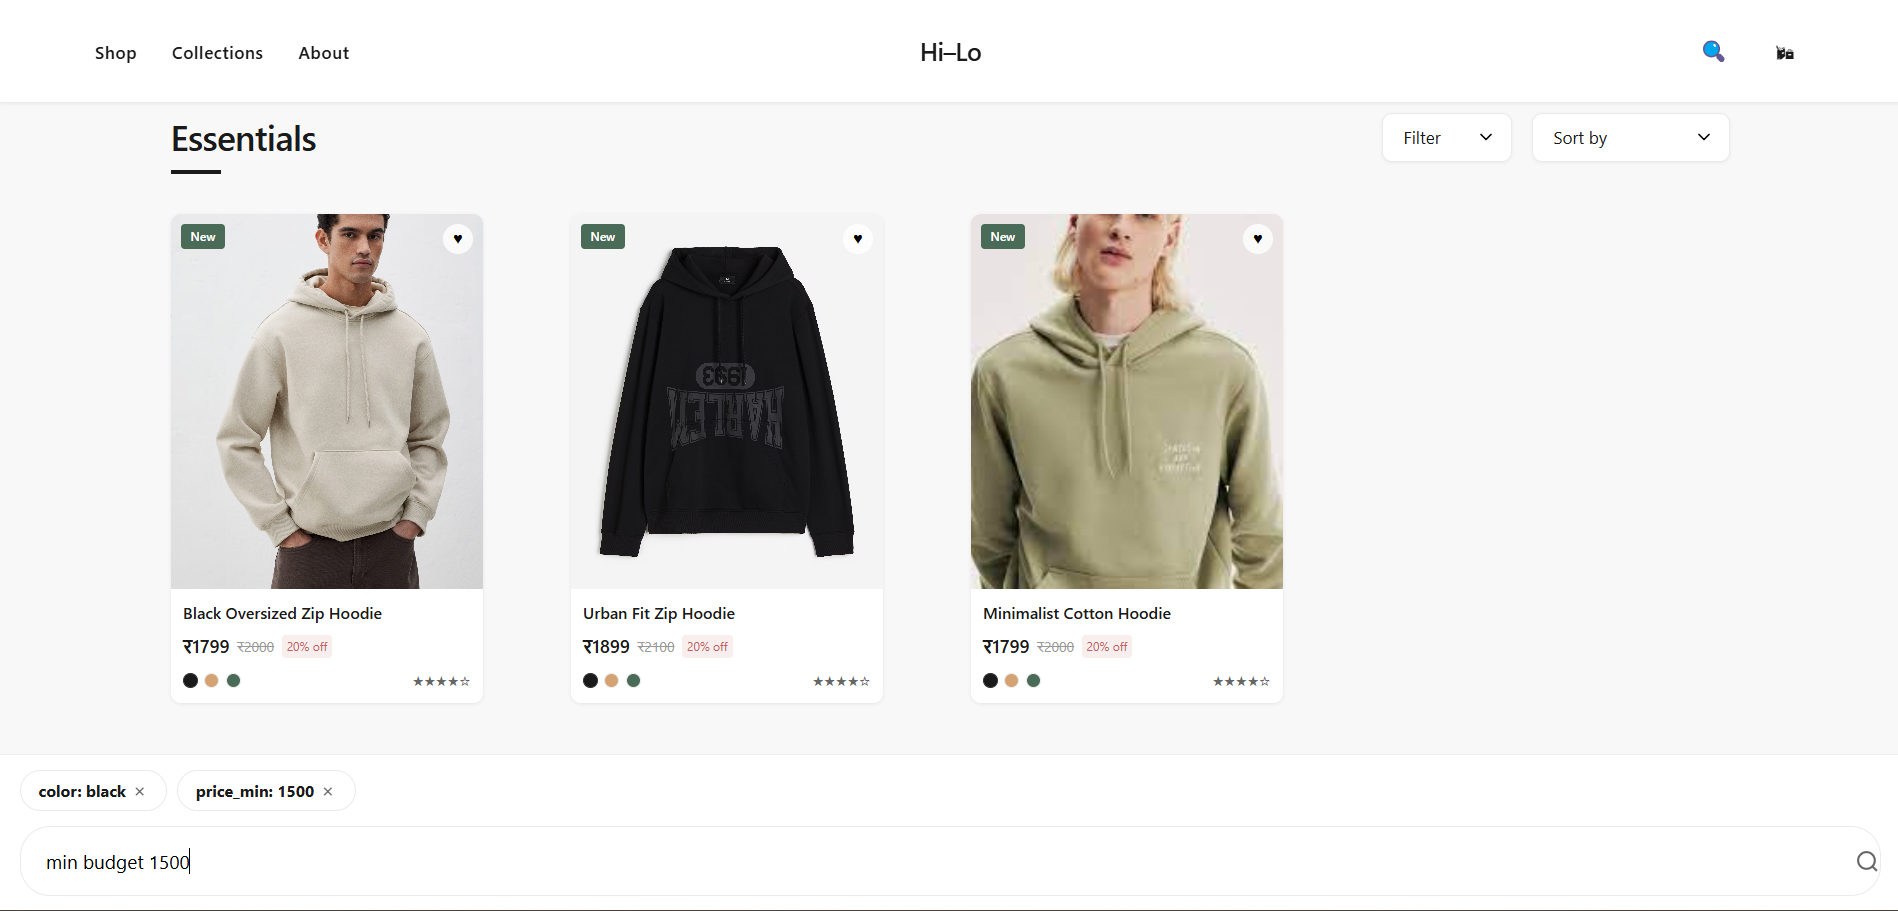 Shop Collections About Hi–Lo
Essentials
Filter Sort by
New New New
1993
HARLEM
Black Oversized Zip Hoodie
₹1799 ₹2000 20% off
Urban Fit Zip Hoodie
₹1899 ₹2100 20% off
Minimalist Cotton Hoodie
₹1799 ₹2000 20% off
color: black × price_min: 1500 ×
min budget 1500